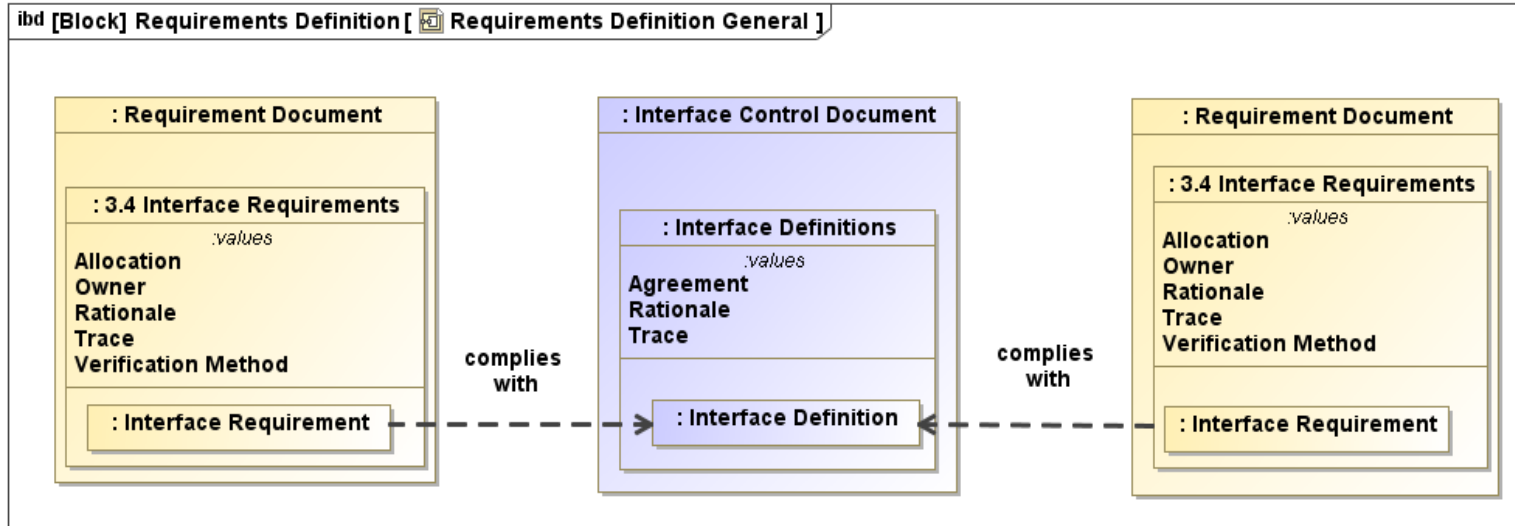 ibd [Block] Requirements Definition [ Requirements Definition General ]
: Requirement Document
: 3.4 Interface Requirements
:values
Allocation
Owner
Rationale
Trace
Verification Method
: Interface Requirement
complies
with
: Interface Control Document
: Interface Definitions
:values
Agreement
Rationale
Trace
: Interface Definition
complies
with
: Requirement Document
: 3.4 Interface Requirements
:values
Allocation
Owner
Rationale
Trace
Verification Method
: Interface Requirement